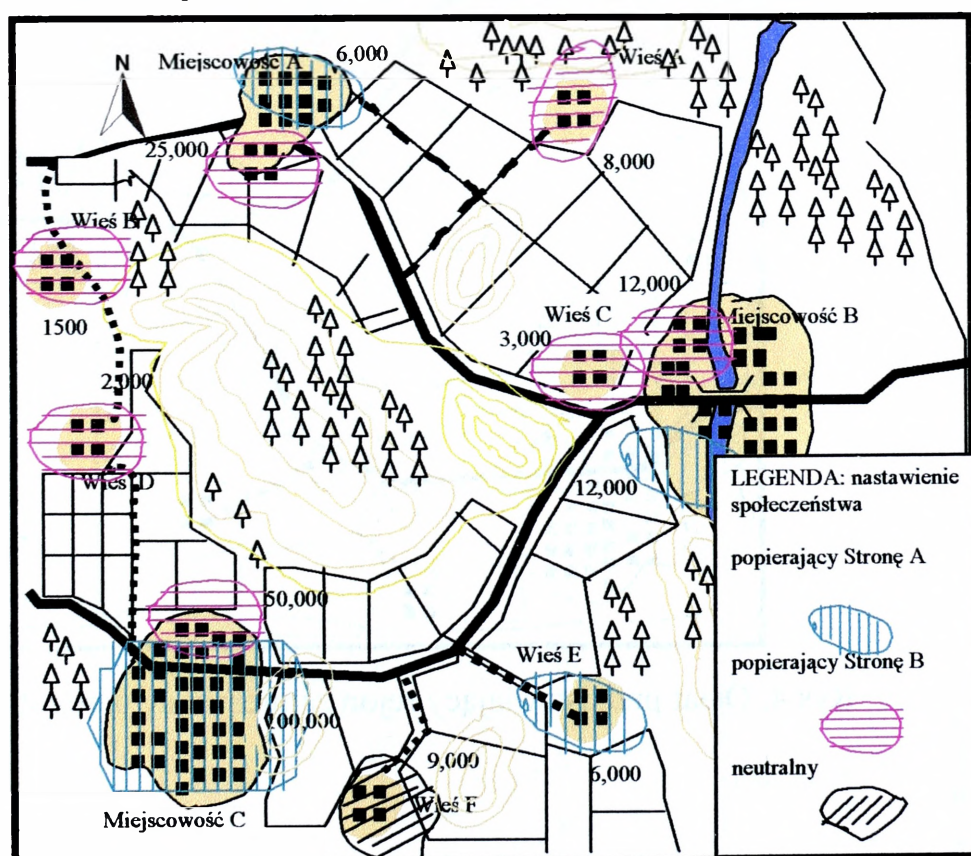 Miejscowość A
6,000
Wieś A
N
25,000
8,000
Wieś B
1500
12,000
Wieś C
Miejscowość B
3,000
2,000
Wieś D
12,000
LEGENDA: nastawienie
społeczeństwa
popierający Stronę A
popierający Stronę B
neutralny
50,000
Wieś E
100,000
9,000
6,000
Wieś F
Miejscowość C